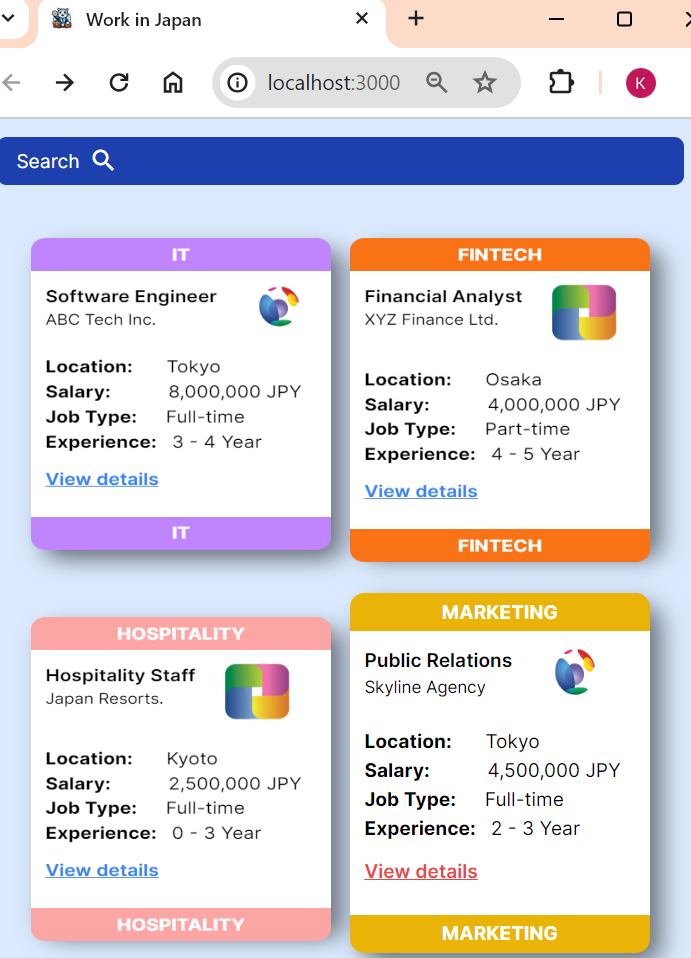 Work in Japan
localhost:3000
K
Search
IT
Software Engineer
ABC Tech Inc.
Location: Tokyo
Salary: 8,000,000 JPY
Job Type: Full-time
Experience: 3 - 4 Year
View details
IT
FINTECH
Financial Analyst
XYZ Finance Ltd.
Location: Osaka
Salary: 4,000,000 JPY
Job Type: Part-time
Experience: 4 - 5 Year
View details
FINTECH
HOSPITALITY
Hospitality Staff
Japan Resorts.
Location: Kyoto
Salary: 2,500,000 JPY
Job Type: Full-time
Experience: 0 - 3 Year
View details
HOSPITALITY
MARKETING
Public Relations
Skyline Agency
Location: Tokyo
Salary: 4,500,000 JPY
Job Type: Full-time
Experience: 2 - 3 Year
View details
MARKETING